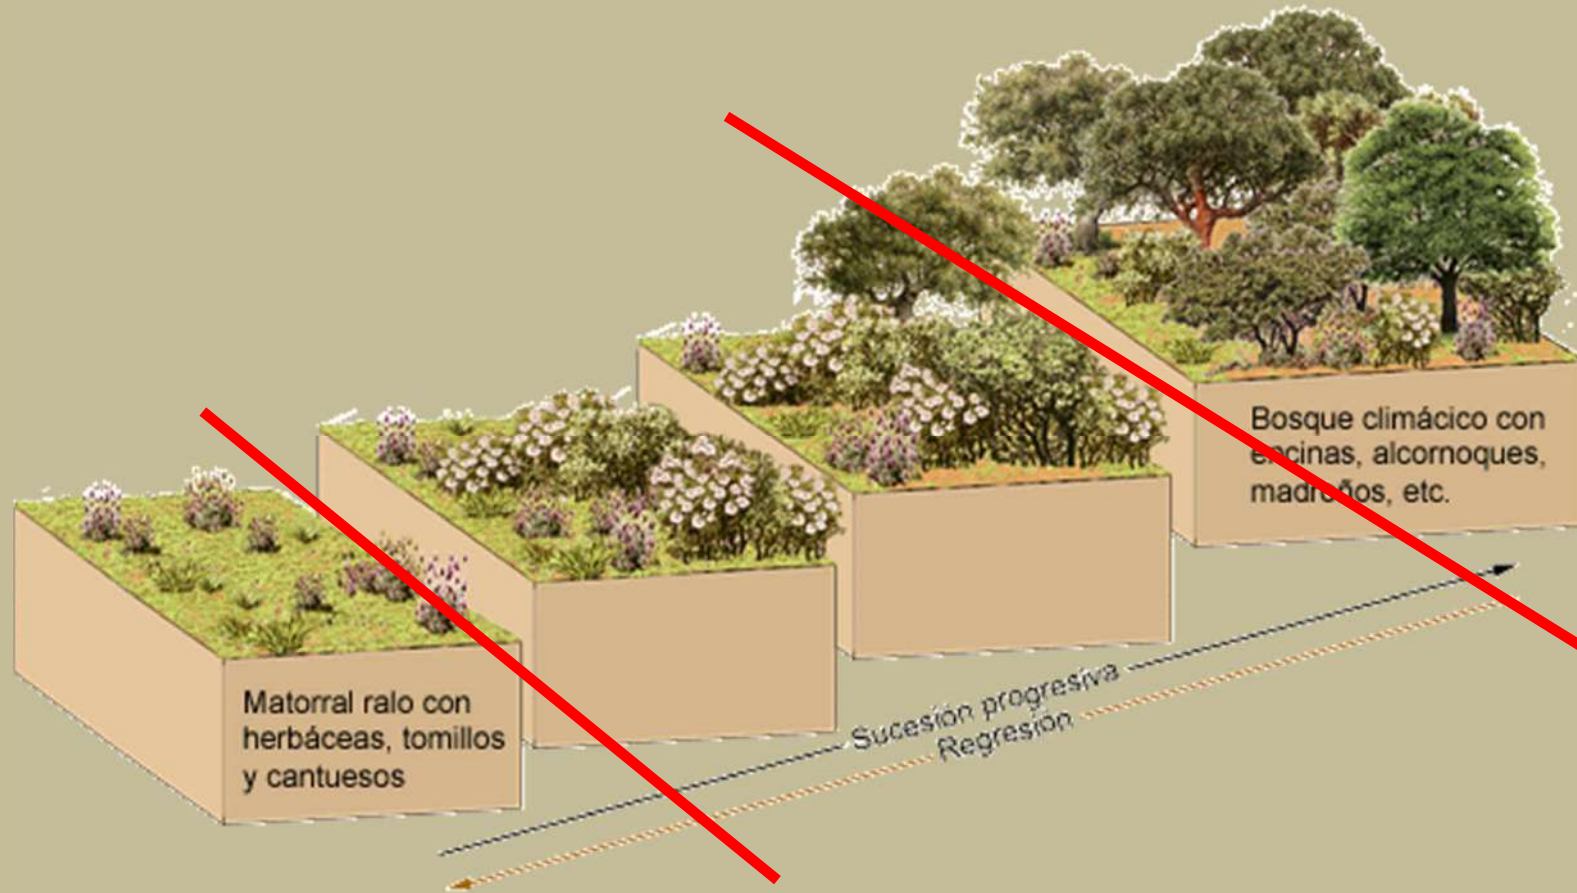 Bosque climácico con
encinas, alcornoques,
madroños, etc.
Matorral ralo con
herbáceas, tomillos
y cantuesos
Sucesión progresiva
Regresión